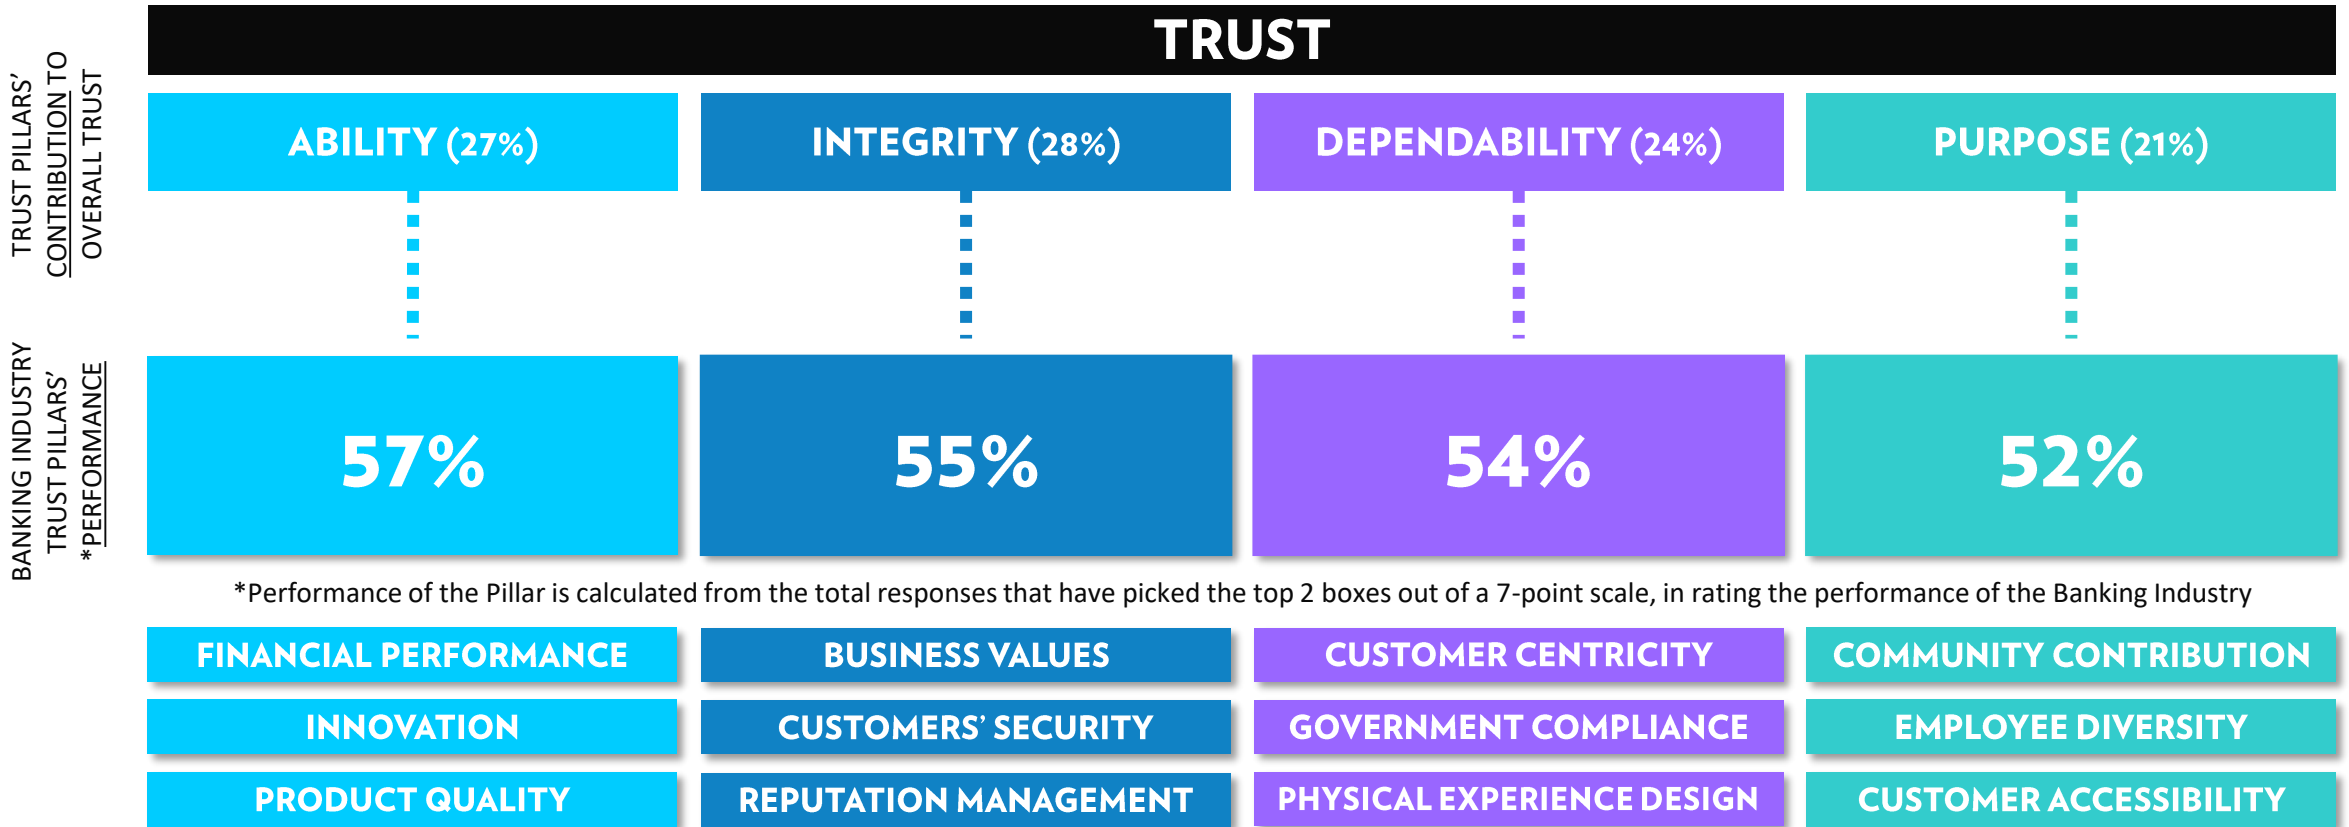 TRUST
TRUST PILLARS’
CONTRIBUTION TO
OVERALL TRUST
ABILITY (27%)
INTEGRITY (28%)
DEPENDABILITY (24%)
PURPOSE (21%)
BANKING INDUSTRY
TRUST PILLARS’
*PERFORMANCE
57%
55%
54%
52%
*Performance of the Pillar is calculated from the total responses that have picked the top 2 boxes out of a 7-point scale, in rating the performance of the Banking Industry
FINANCIAL PERFORMANCE
BUSINESS VALUES
CUSTOMER CENTRICITY
COMMUNITY CONTRIBUTION
INNOVATION
CUSTOMERS’ SECURITY
GOVERNMENT COMPLIANCE
EMPLOYEE DIVERSITY
PRODUCT QUALITY
REPUTATION MANAGEMENT
PHYSICAL EXPERIENCE DESIGN
CUSTOMER ACCESSIBILITY